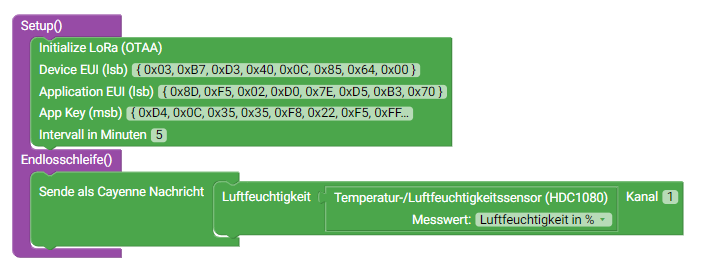 Setup()
Initialize LoRa (OTAA)
Device EUI (lsb) { 0x03, 0xB7, 0xD3, 0x40, 0x0C, 0x85, 0x64, 0x00 }
Application EUI (lsb) { 0x8D, 0xF5, 0x02, 0xD0, 0x7E, 0xD5, 0xB3, 0x70 }
App Key (msb) { 0xD4, 0x0C, 0x35, 0x35, 0xF8, 0x22, 0xF5, 0xFF...
Intervall in Minuten 5
Endlosschleife()
Sende als Cayenne Nachricht Luftfeuchtigkeit Temperatur-/Luftfeuchtigkeitssensor (HDC1080) Kanal 1
Messwert: Luftfeuchtigkeit in %